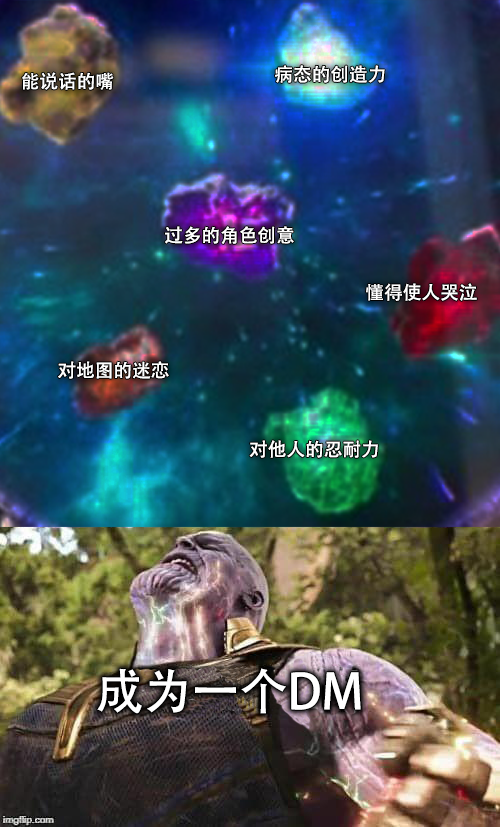 能说话的嘴
病态的创造力
过多的角色创意
懂得使人哭泣
对地图的迷恋
对他人的忍耐力
成为一个DM
imgflip.com